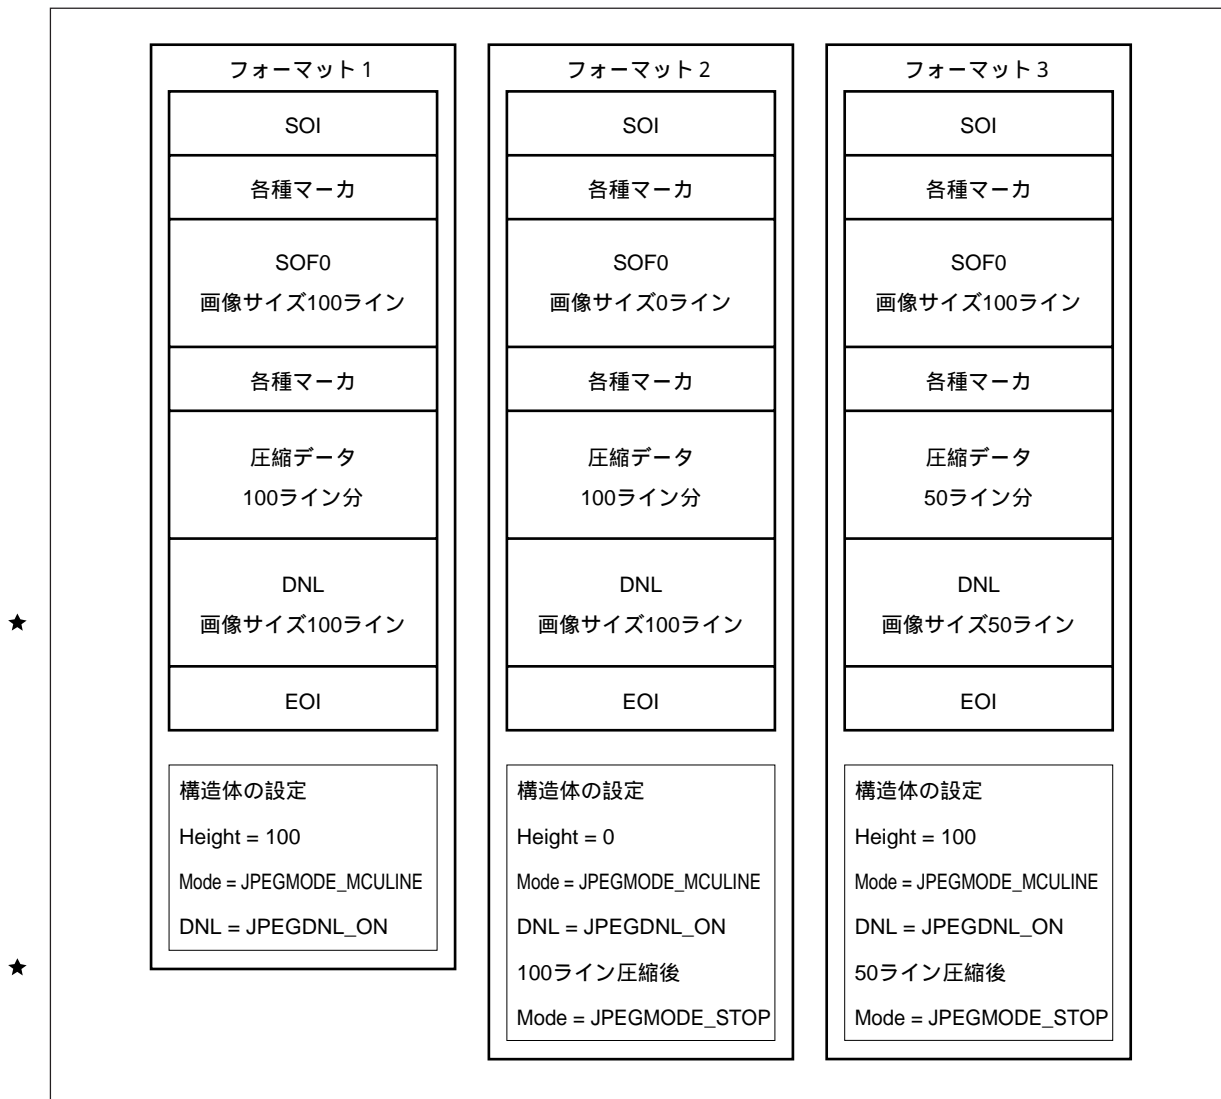 フォーマット1
SOI
各種マーカ
SOF0
画像サイズ100ライン
各種マーカ
圧縮データ
100ライン分
DNL
画像サイズ100ライン
EOI
構造体の設定
Height = 100
Mode = JPEGMODE_MCULINE
DNL = JPEGDNL_ON
フォーマット2
SOI
各種マーカ
SOF0
画像サイズ0ライン
各種マーカ
圧縮データ
100ライン分
DNL
画像サイズ100ライン
EOI
構造体の設定
Height = 0
Mode = JPEGMODE_MCULINE
DNL = JPEGDNL_ON
100ライン圧縮後
Mode = JPEGMODE_STOP
フォーマット3
SOI
各種マーカ
SOF0
画像サイズ100ライン
各種マーカ
圧縮データ
50ライン分
DNL
画像サイズ50ライン
EOI
構造体の設定
Height = 100
Mode = JPEGMODE_MCULINE
DNL = JPEGDNL_ON
50ライン圧縮後
Mode = JPEGMODE_STOP
★
★